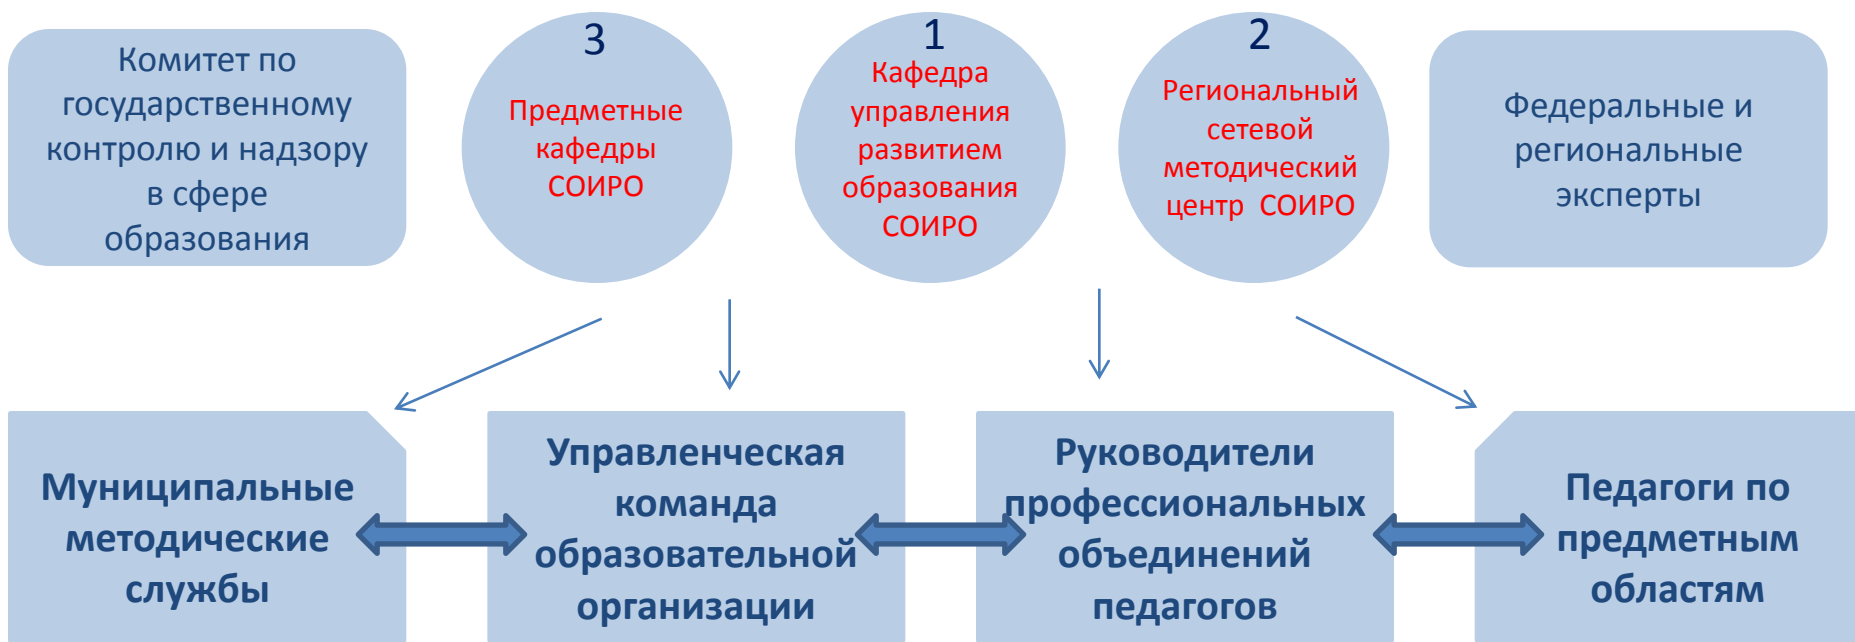 Комитет по
государственному
контролю и надзору
в сфере
образования
3
Предметные
кафедры
СОИРО
1
Кафедра
управления
развитием
образования
СОИРО
2
Региональный
сетевой
методический
центр СОИРО
Федеральные и
региональные
эксперты
Муниципальные
методические
службы
Управленческая
команда
образовательной
организации
Руководители
профессиональных
объединений
педагогов
Педагоги по
предметным
областям